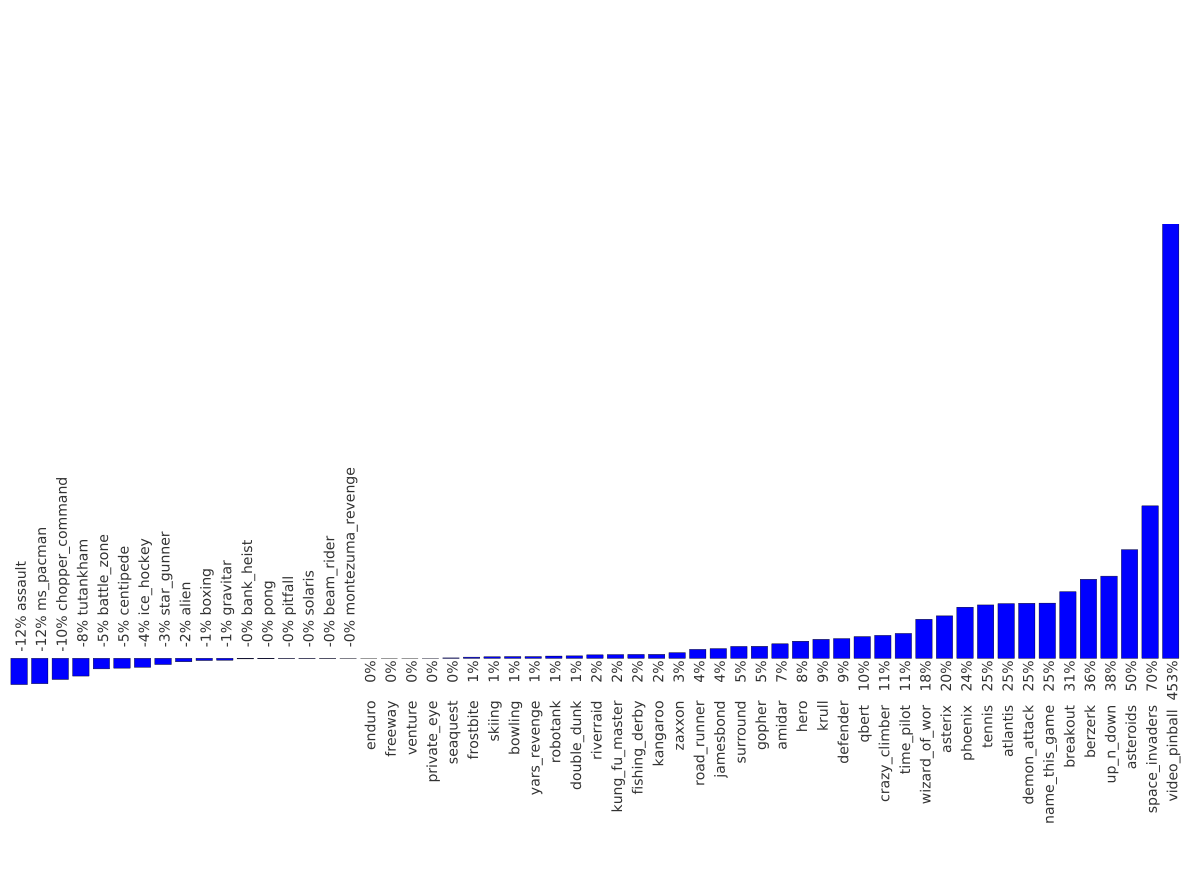 -12% assault
-12% ms_pacman
-10% chopper_command
-8% tutankham
-5% battle_zone
-5% centipede
-4% ice_hockey
-3% star_gunner
-2% alien
-1% boxing
-1% gravitar
-0% bank_heist
-0% pong
-0% pitfall
-0% solaris
-0% beam_rider
-0% montezuma_revenge
enduro 0%
freeway 0%
venture 0%
private_eye 0%
seaquest 0%
frostbite 1%
skiing 1%
bowling 1%
yars_revenge 1%
robotank 1%
double_dunk 1%
riverraid 2%
kung_fu_master 2%
fishing_derby 2%
kangaroo 2%
zaxxon 3%
road_runner 4%
jamesbond 4%
surround 5%
gopher 5%
amidar 7%
hero 8%
krull 9%
defender 9%
qbert 10%
crazy_climber 11%
time_pilot 11%
wizard_of_wor 18%
asterix 20%
phoenix 24%
tennis 25%
atlantis 25%
demon_attack 25%
name_this_game 25%
breakout 31%
berzerk 36%
up_n_down 38%
asteroids 50%
space_invaders 70%
video_pinball 453%